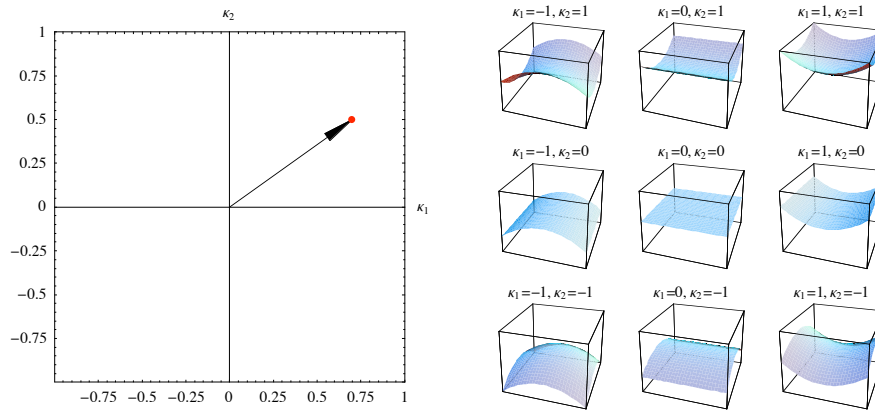 κ2
1
0.75
0.5
0.25
0
−0.25
−0.5
−0.75
−0.75 −0.5 −0.25 0 0.25 0.5 0.75 1
κ1
κ1=−1, κ2=1
κ1=0, κ2=1
κ1=1, κ2=1
κ1=−1, κ2=0
κ1=0, κ2=0
κ1=1, κ2=0
κ1=−1, κ2=−1
κ1=0, κ2=−1
κ1=1, κ2=−1